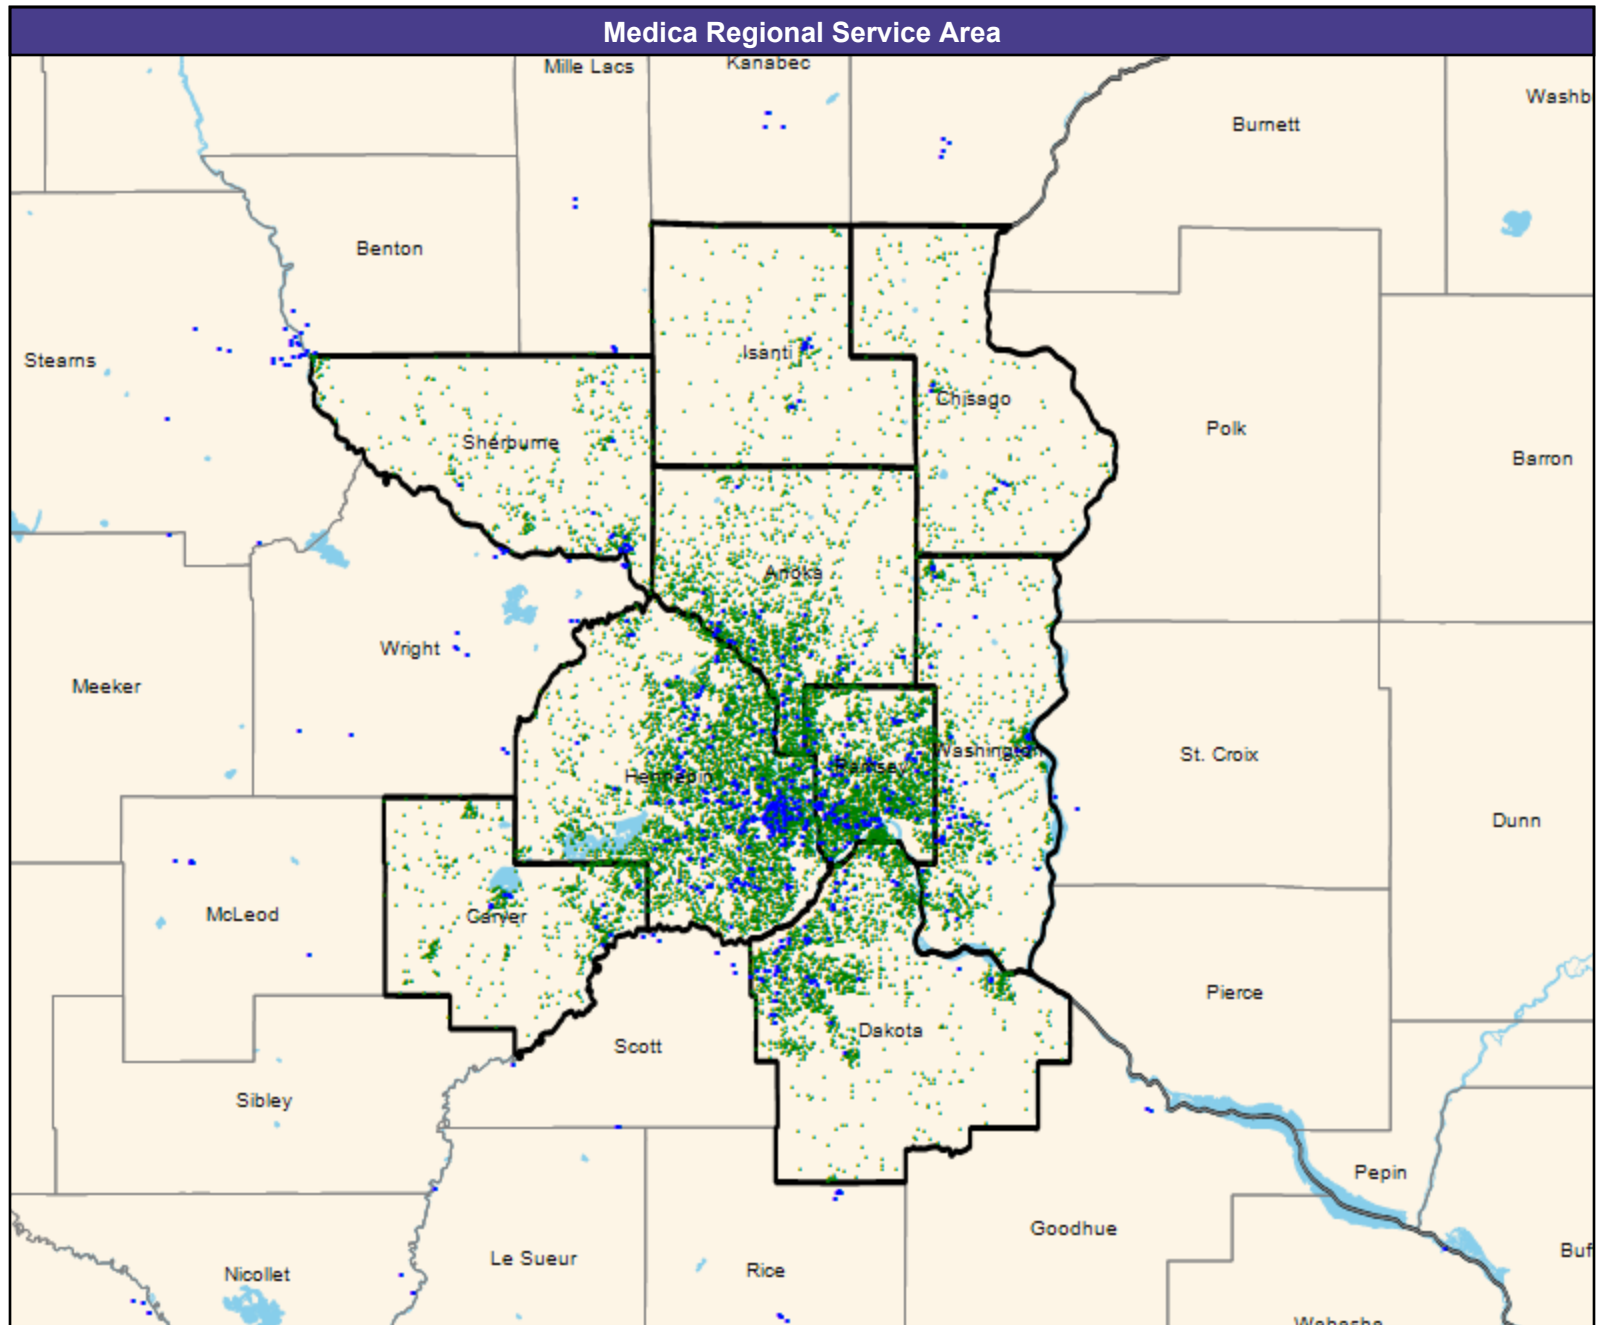 Medica Regional Service Area
Mille Lacs
Kanabec
Washb
Burnett
Benton
Stearns
Isanti
Chisago
Polk
Sherburne
Barron
Anoka
Wright
Meeker
Washington
St. Croix
Hennepin
Ramsey
Dunn
McLeod
Carver
Pierce
Dakota
Scott
Sibley
Pepin
Goodhue
Buf
Le Sueur
Rice
Nicollet
Wabasha